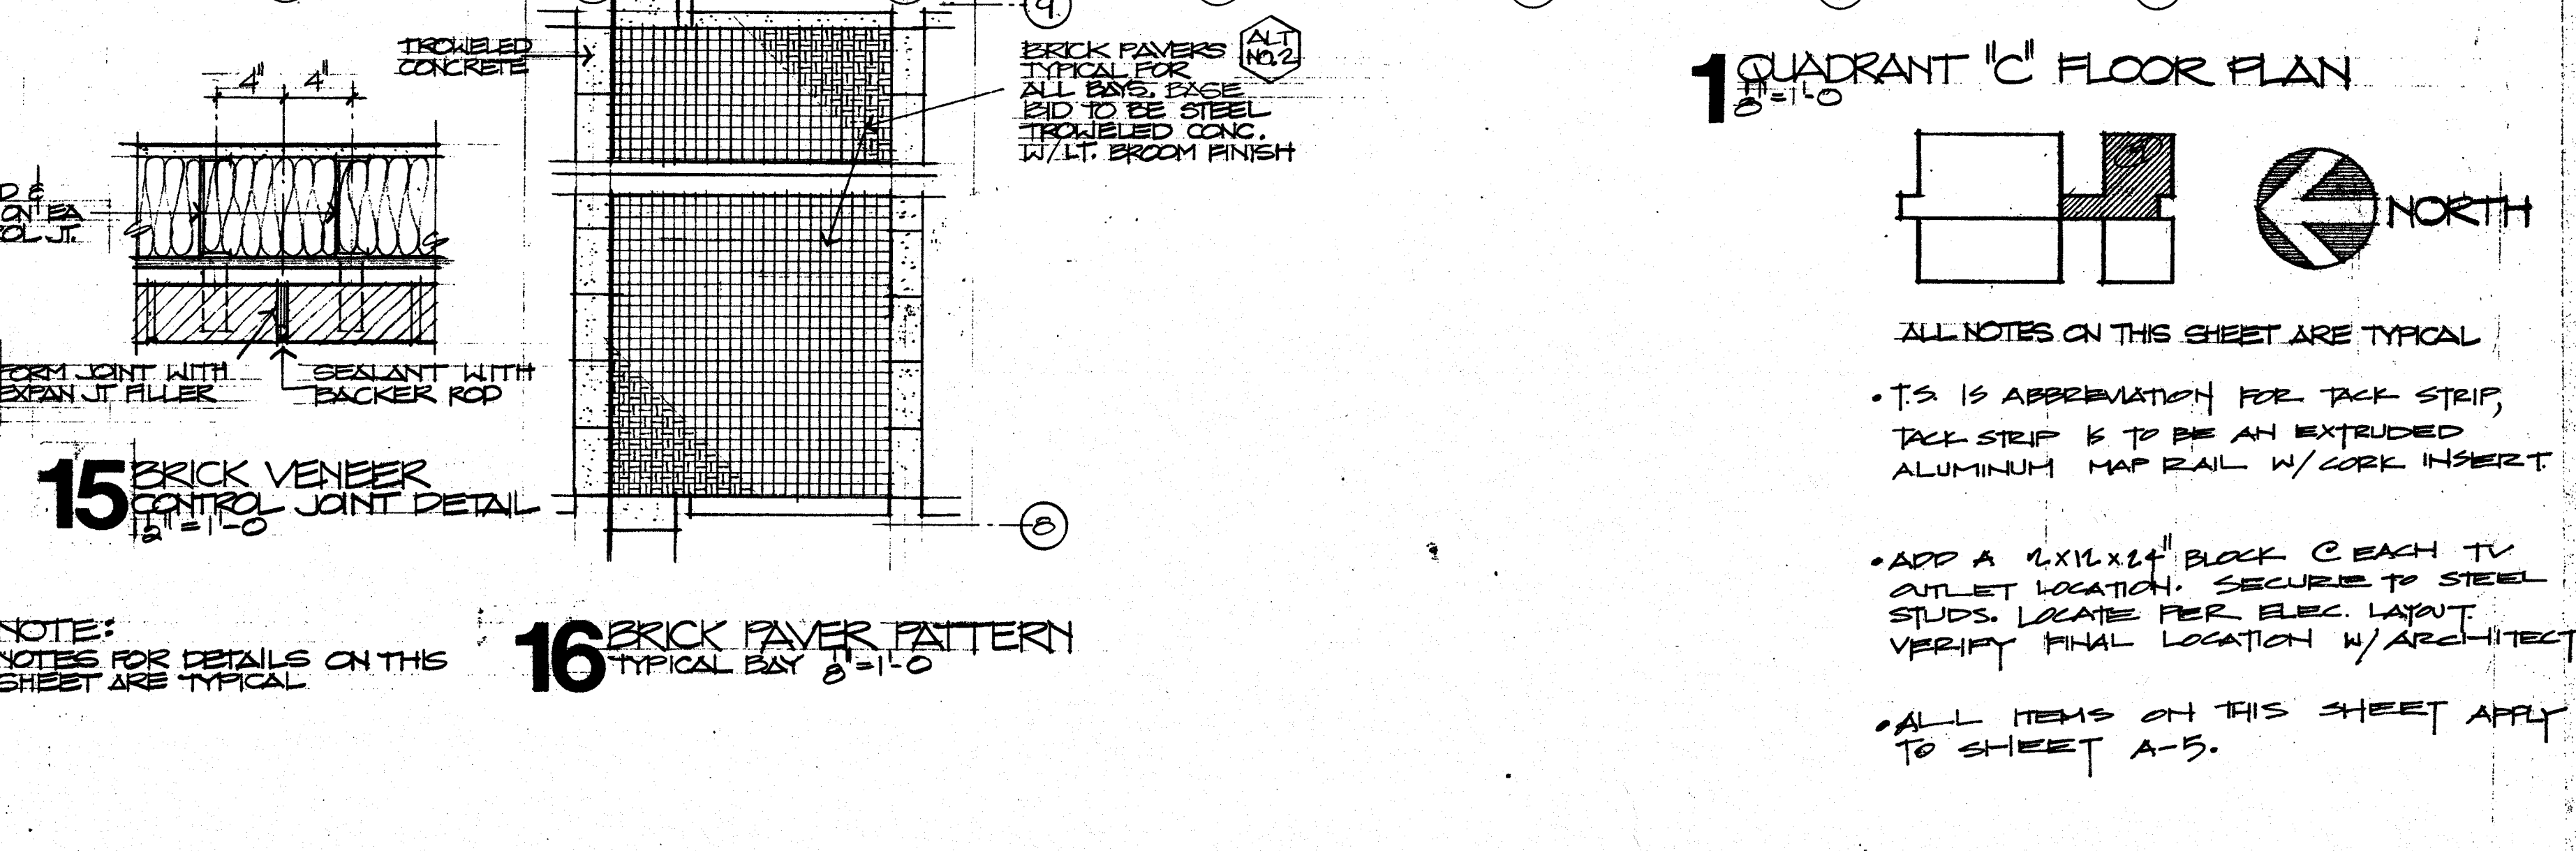 TROWELED
CONCRETE
4" 4"
D &
ON EA
OL JT.
FORM JOINT WITH
EXPAN JT FILLER
SEALANT WITH
BACKER ROD
15 BRICK VENEER
CONTROL JOINT DETAIL
1/2" = 1'-0
NOTE:
NOTES FOR DETAILS ON THIS
SHEET ARE TYPICAL
9
BRICK PAVERS
TYPICAL FOR
ALL BAYS. BASE
BID TO BE STEEL
TROWELED CONC.
W/LT. BROOM FINISH
ALT
NO. 2
8
16 BRICK PAVER PATTERN
TYPICAL BAY 1/8"=1'-0
1 QUADRANT "C" FLOOR PLAN
1/8"=1'-0
NORTH
ALL NOTES ON THIS SHEET ARE TYPICAL
• T.S. IS ABBREVIATION FOR TACK STRIP,
TACK STRIP IS TO BE AN EXTRUDED
ALUMINUM MAP RAIL W/ CORK INSERT.
• ADD A 2x12x24" BLOCK @ EACH TV
OUTLET LOCATION. SECURE TO STEEL
STUDS. LOCATE PER ELEC. LAYOUT.
VERIFY FINAL LOCATION W/ ARCHITECT
• ALL ITEMS ON THIS SHEET APPLY
TO SHEET A-5.